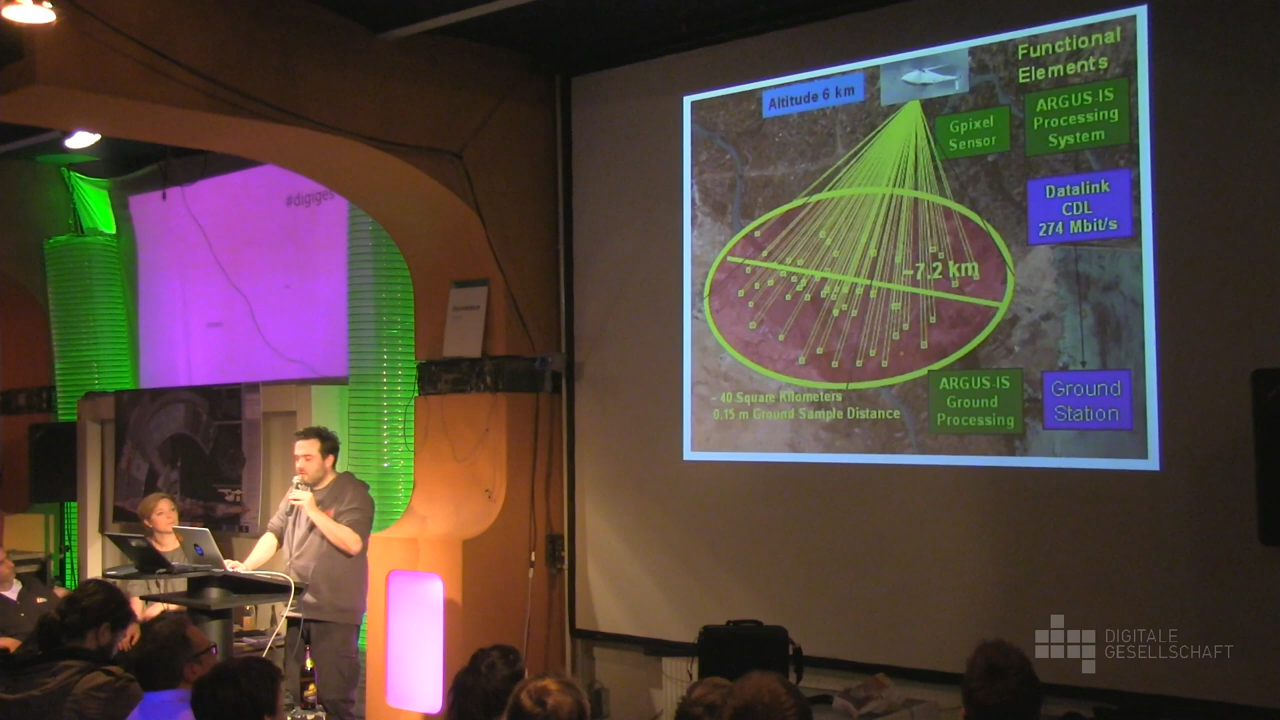 #digiges
Altitude 6 km
Functional
Elements
Gpixel
Sensor
ARGUS-IS
Processing
System
Datalink
CDL
274 Mbit/s
~7.2 km
~ 40 Square Kilometers
0.15 m Ground Sample Distance
ARGUS-IS
Ground
Processing
Ground
Station
DIGITALE
GESELLSCHAFT